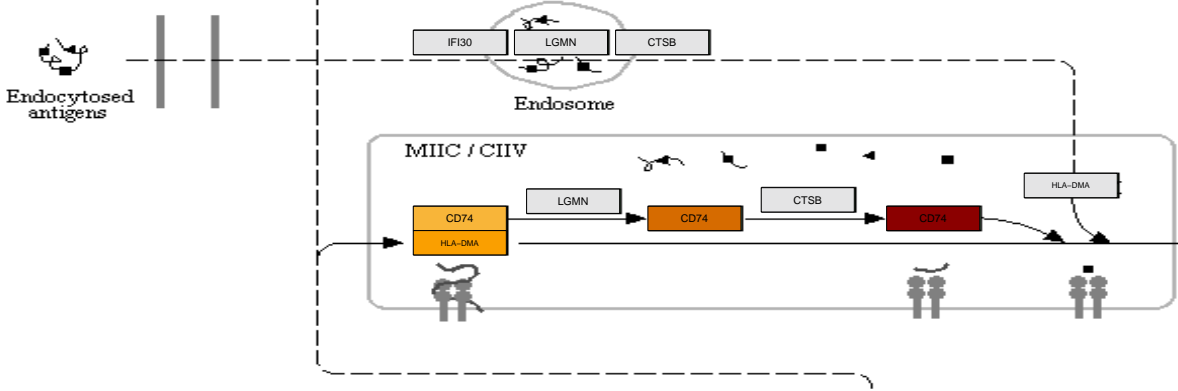 IFI30
LGMN
CTSB
Endocytosed
antigens
Endosome
MIIC / CIIV
HLA−DMA
LGMN
CTSB
CD74
CD74
CD74
HLA−DMA